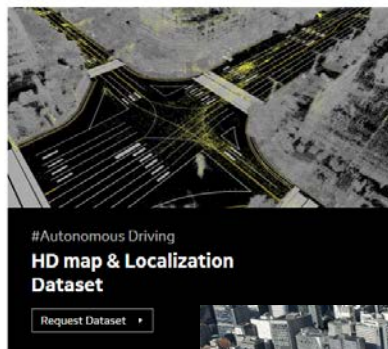 #Autonomous Driving
HD map & Localization
Dataset
Request Dataset